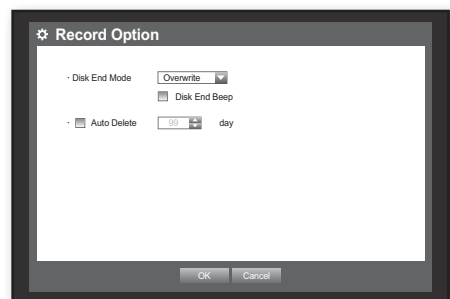 Record Option
· Disk End Mode Overwrite
Disk End Beep
· Auto Delete 99 day
OK Cancel